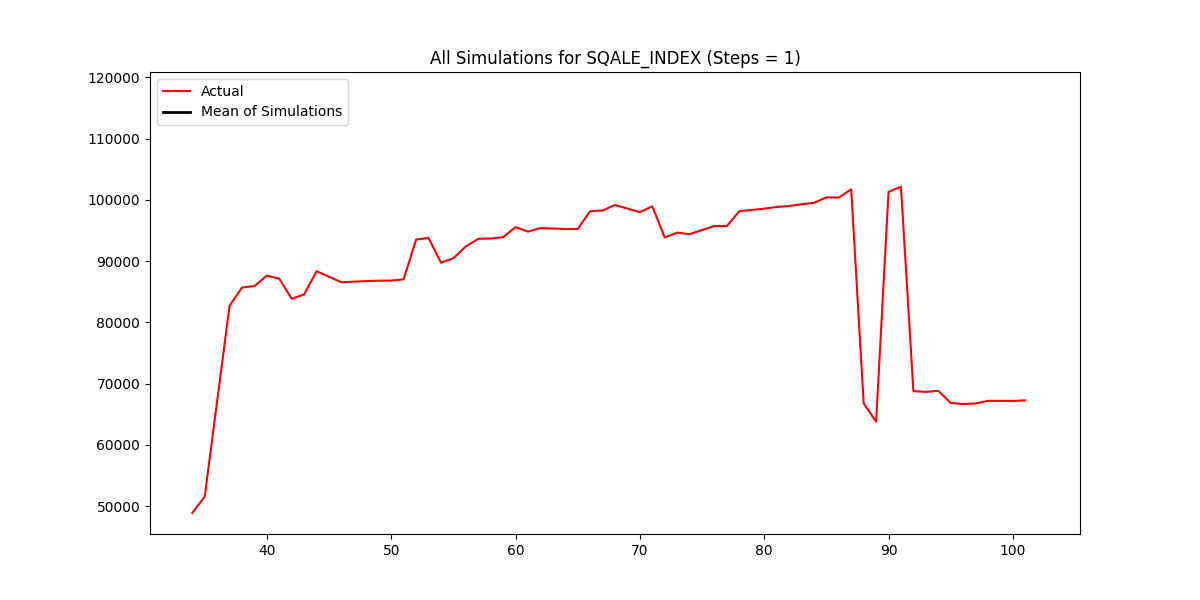 All Simulations for SQALE_INDEX (Steps = 1)
Actual
Mean of Simulations
120000
110000
100000
90000
80000
70000
60000
50000
40 50 60 70 80 90 100